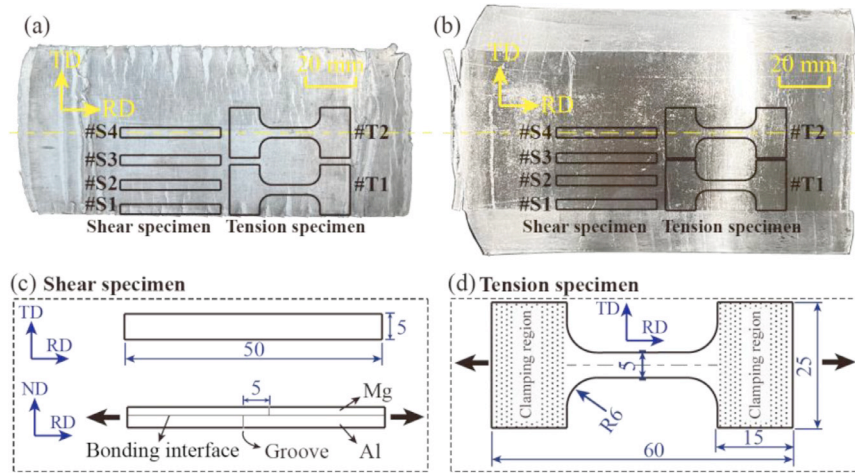 (a)
TD
RD
20 mm
#S4
#S3
#S2
#S1
#T2
#T1
Shear specimen
Tension specimen
(b)
TD
RD
20 mm
#S4
#S3
#S2
#S1
#T2
#T1
Shear specimen
Tension specimen
(c) Shear specimen
TD
RD
5
50
ND
RD
5
Mg
Al
Bonding interface
Groove
(d) Tension specimen
TD
RD
Clamping region
Clamping region
5
R6
25
15
60